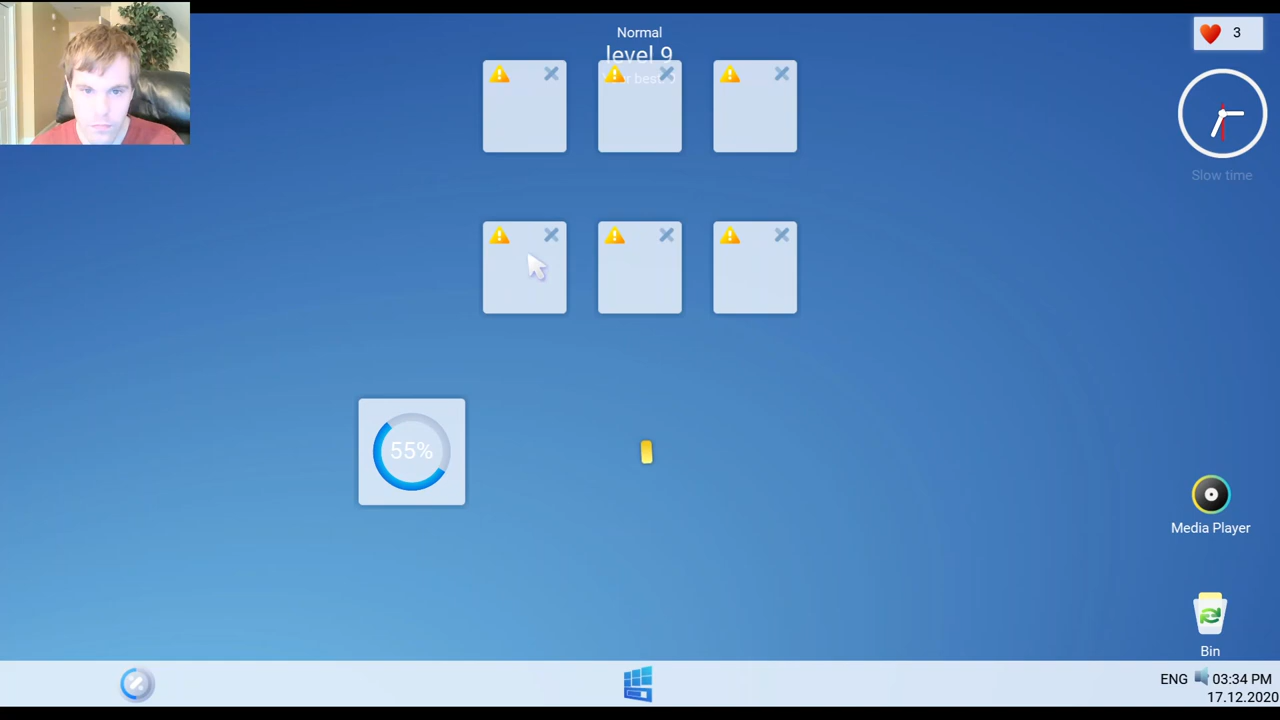 Normal
level 9
3
Slow time
55%
Media Player
Bin
ENG 03:34 PM
17.12.2020